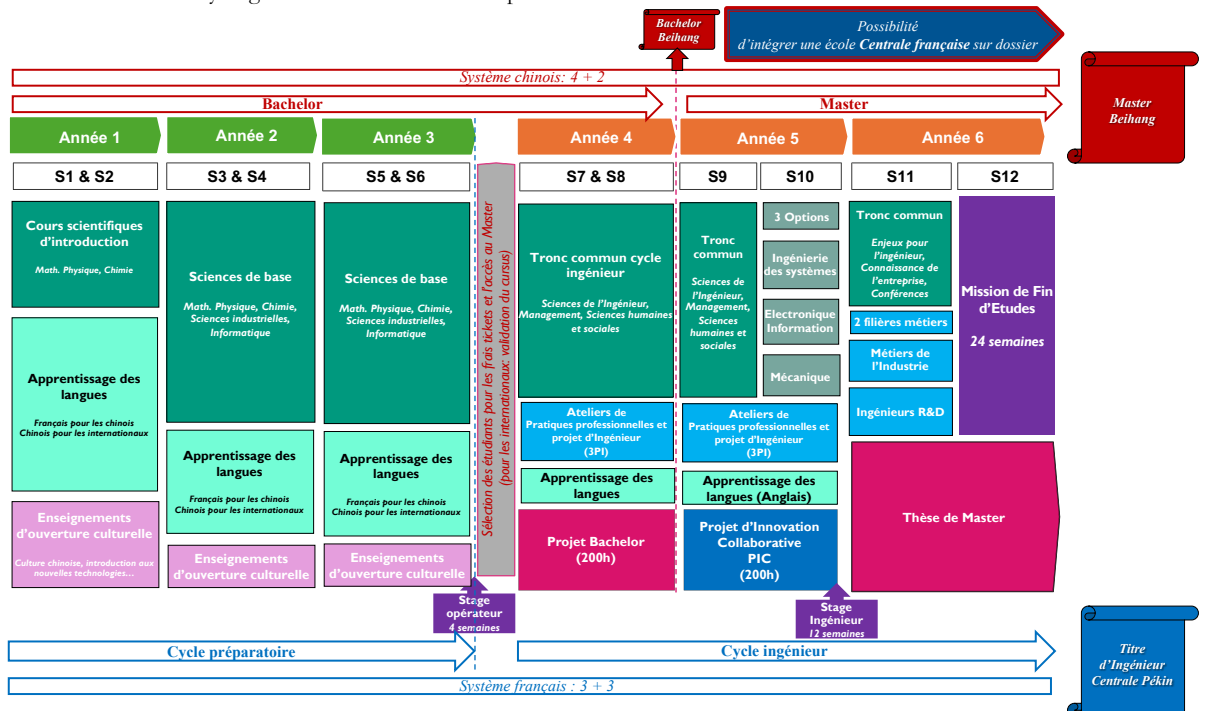 Bachelor
Beihang
Possibilité
d'intégrer une école Centrale française sur dossier
Système chinois: 4 + 2
Bachelor
Master
Master
Beihang
Année 1
Année 2
Année 3
Année 4
Année 5
Année 6
S1 & S2
S3 & S4
S5 & S6
S7 & S8
S9
S10
S11
S12
Cours scientifiques
d'introduction
Math. Physique, Chimie
Apprentissage des
langues
Français pour les chinois
Chinois pour les internationaux
Enseignements
d'ouverture culturelle
Culture chinoise, introduction aux
nouvelles technologies…
Sciences de base
Math. Physique, Chimie,
Sciences industrielles,
Informatique
Apprentissage des
langues
Français pour les chinois
Chinois pour les internationaux
Enseignements
d'ouverture culturelle
Sciences de base
Math. Physique, Chimie,
Sciences industrielles,
Informatique
Apprentissage des
langues
Français pour les chinois
Chinois pour les internationaux
Enseignements
d'ouverture culturelle
Sélection des étudiants pour les frais tickets et l'accès au Master
(pour les internationaux: validation du cursus)
Stage
opérateur
4 semaines
Tronc commun cycle
ingénieur
Sciences de l'Ingénieur,
Management, Sciences humaines
et sociales
Ateliers de
Pratiques professionnelles et
projet d'Ingénieur
(3PI)
Apprentissage des
langues
Projet Bachelor
(200h)
Tronc
commun
Sciences de
l'Ingénieur,
Management,
Sciences
humaines et
sociales
3 Options
Ingénierie
des systèmes
Electronique
Information
Mécanique
Ateliers de
Pratiques professionnelles et
projet d'Ingénieur
(3PI)
Apprentissage des
langues (Anglais)
Projet d'Innovation
Collaborative
PIC
(200h)
Stage
Ingénieur
12 semaines
Tronc commun
Enjeux pour
l'ingénieur,
Connaissance de
l'entreprise,
Conférences
2 filières métiers
Métiers de
l'Industrie
Ingénieurs R&D
Mission de Fin
d'Etudes
24 semaines
Thèse de Master
Cycle préparatoire
Cycle ingénieur
Système français : 3 + 3
Titre
d'Ingénieur
Centrale Pékin